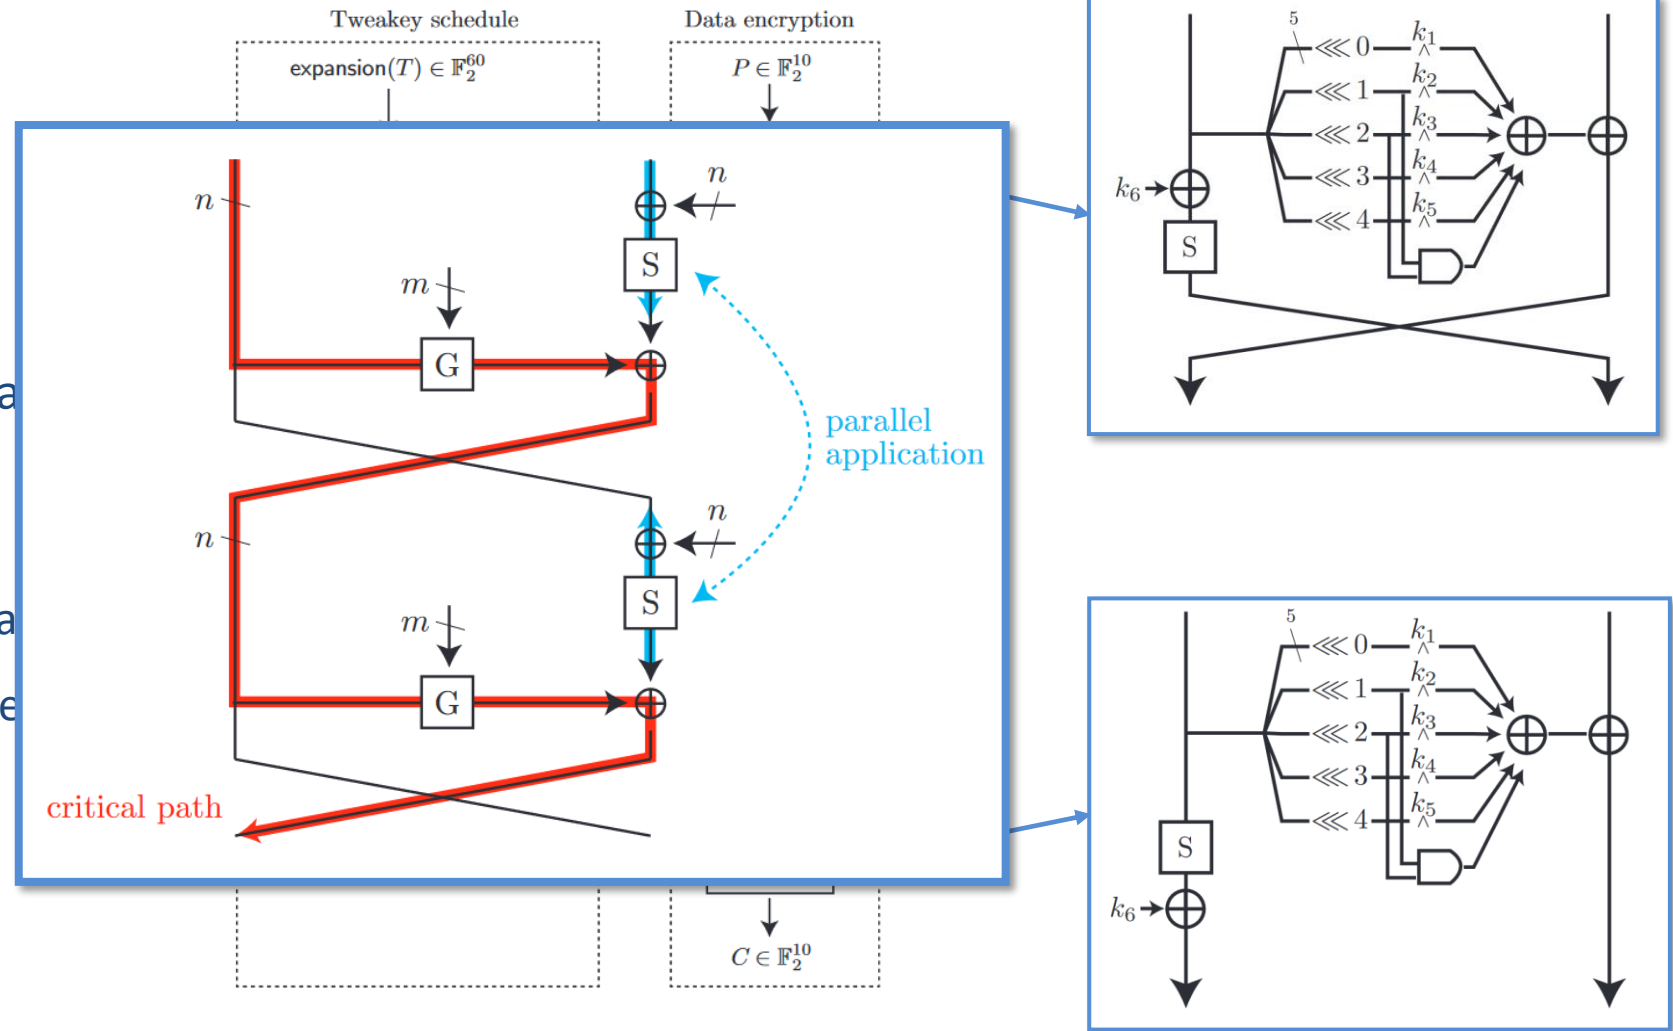 Tweakey schedule
Data encryption
expansion(T) ∈ 𝔽₂⁶⁰
P ∈ 𝔽₂¹⁰
n
n
S
m
G
parallel
application
n
n
S
m
G
critical path
C ∈ 𝔽₂¹⁰
a
a
e
5
⋘ 0 k₁ ∧
⋘ 1 k₂ ∧
⋘ 2 k₃ ∧
⋘ 3 k₄ ∧
⋘ 4 k₅ ∧
k₆
S
5
⋘ 0 k₁ ∧
⋘ 1 k₂ ∧
⋘ 2 k₃ ∧
⋘ 3 k₄ ∧
⋘ 4 k₅ ∧
S
k₆